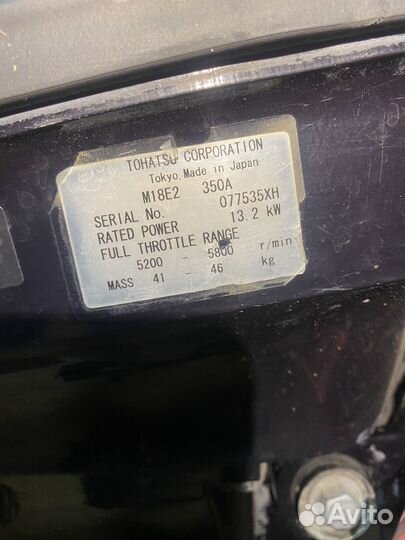 TOHATSU CORPORATION
Tokyo, Made in Japan
M18E2 350A
SERIAL No. 077535XH
RATED POWER 13.2 kW
FULL THROTTLE RANGE
5200 - 5800 r/min
MASS 41 - 46 kg
Avito